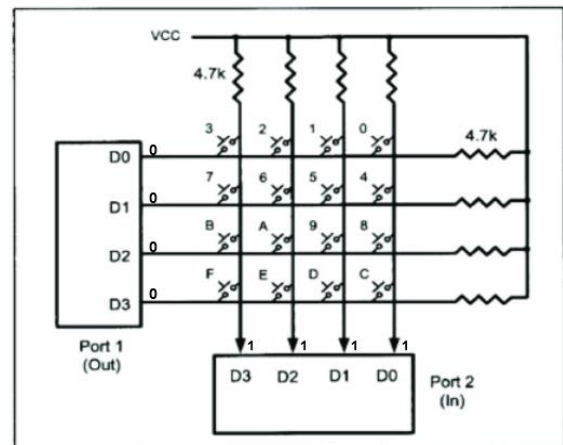 VCC
4.7k
3 2 1 0
4.7k
D0 0
7 6 5 4
D1 0
B A 9 8
D2 0
F E D C
D3 0
Port 1
(Out)
1 1 1 1
D3 D2 D1 D0
Port 2
(In)